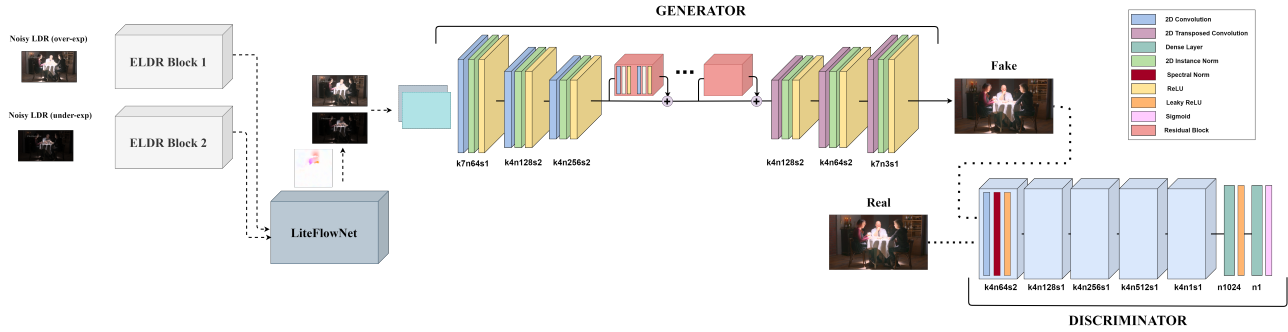 GENERATOR
Noisy LDR (over-exp)
ELDR Block 1
Noisy LDR (under-exp)
ELDR Block 2
LiteFlowNet
k7n64s1
k4n128s2
k4n256s2
k4n128s2
k4n64s2
k7n3s1
Fake
2D Convolution
2D Transposed Convolution
Dense Layer
2D Instance Norm
Spectral Norm
ReLU
Leaky ReLU
Sigmoid
Residual Block
Real
k4n64s2
k4n128s1
k4n256s1
k4n512s1
k4n1s1
n1024
n1
DISCRIMINATOR